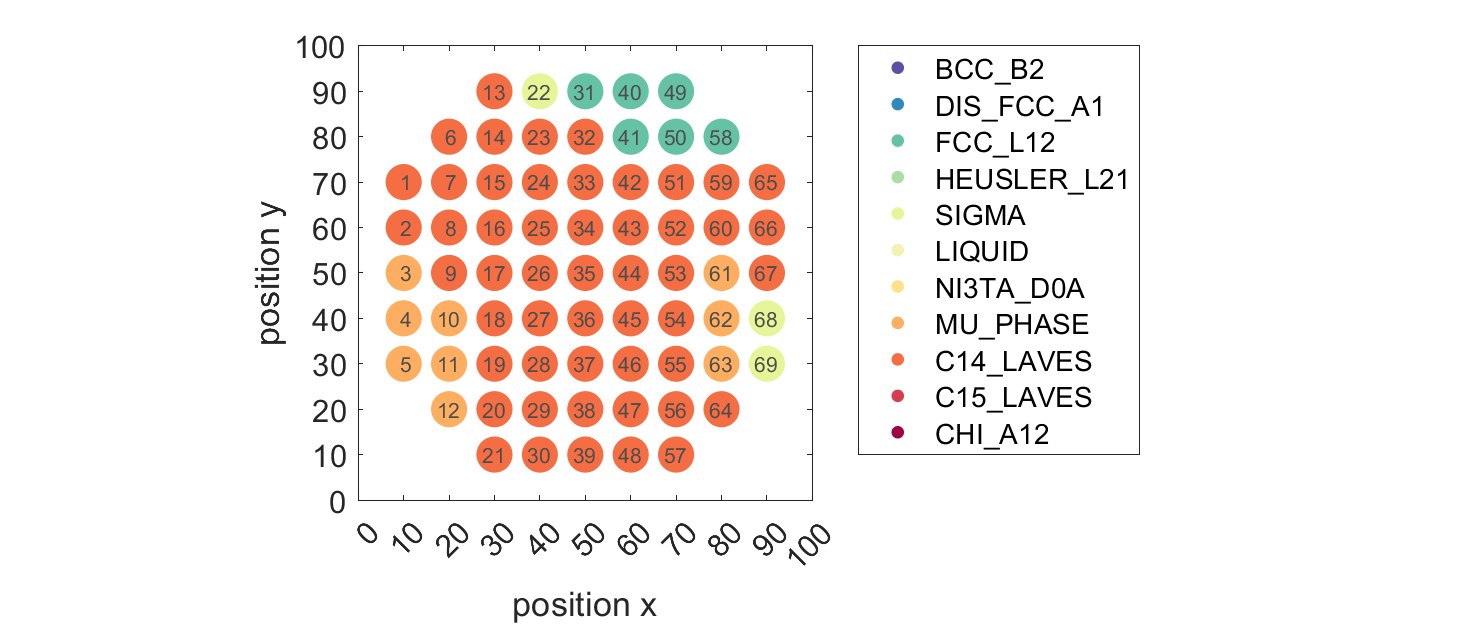 100
90
80
70
60
50
40
30
20
10
0
position y
13 22 31 40 49
6 14 23 32 41 50 58
1 7 15 24 33 42 51 59 65
2 8 16 25 34 43 52 60 66
3 9 17 26 35 44 53 61 67
4 10 18 27 36 45 54 62 68
5 11 19 28 37 46 55 63 69
12 20 29 38 47 56 64
21 30 39 48 57
0 10 20 30 40 50 60 70 80 90 100
position x
BCC_B2
DIS_FCC_A1
FCC_L12
HEUSLER_L21
SIGMA
LIQUID
NI3TA_D0A
MU_PHASE
C14_LAVES
C15_LAVES
CHI_A12